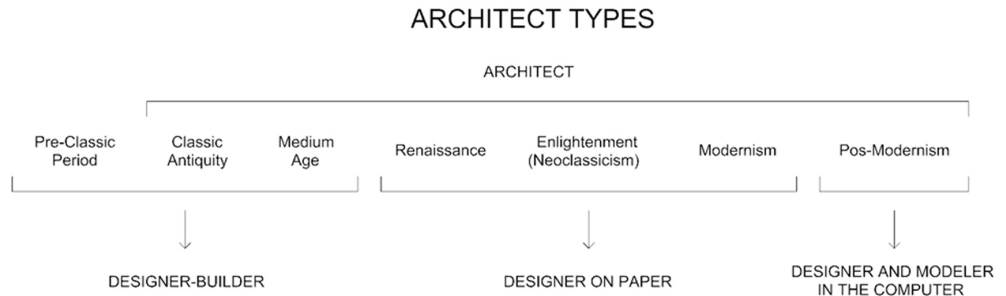 ARCHITECT TYPES
ARCHITECT
Pre-Classic
Period
Classic
Antiquity
Medium
Age
Renaissance
Enlightenment
(Neoclassicism)
Modernism
Pos-Modernism
DESIGNER-BUILDER
DESIGNER ON PAPER
DESIGNER AND MODELER
IN THE COMPUTER